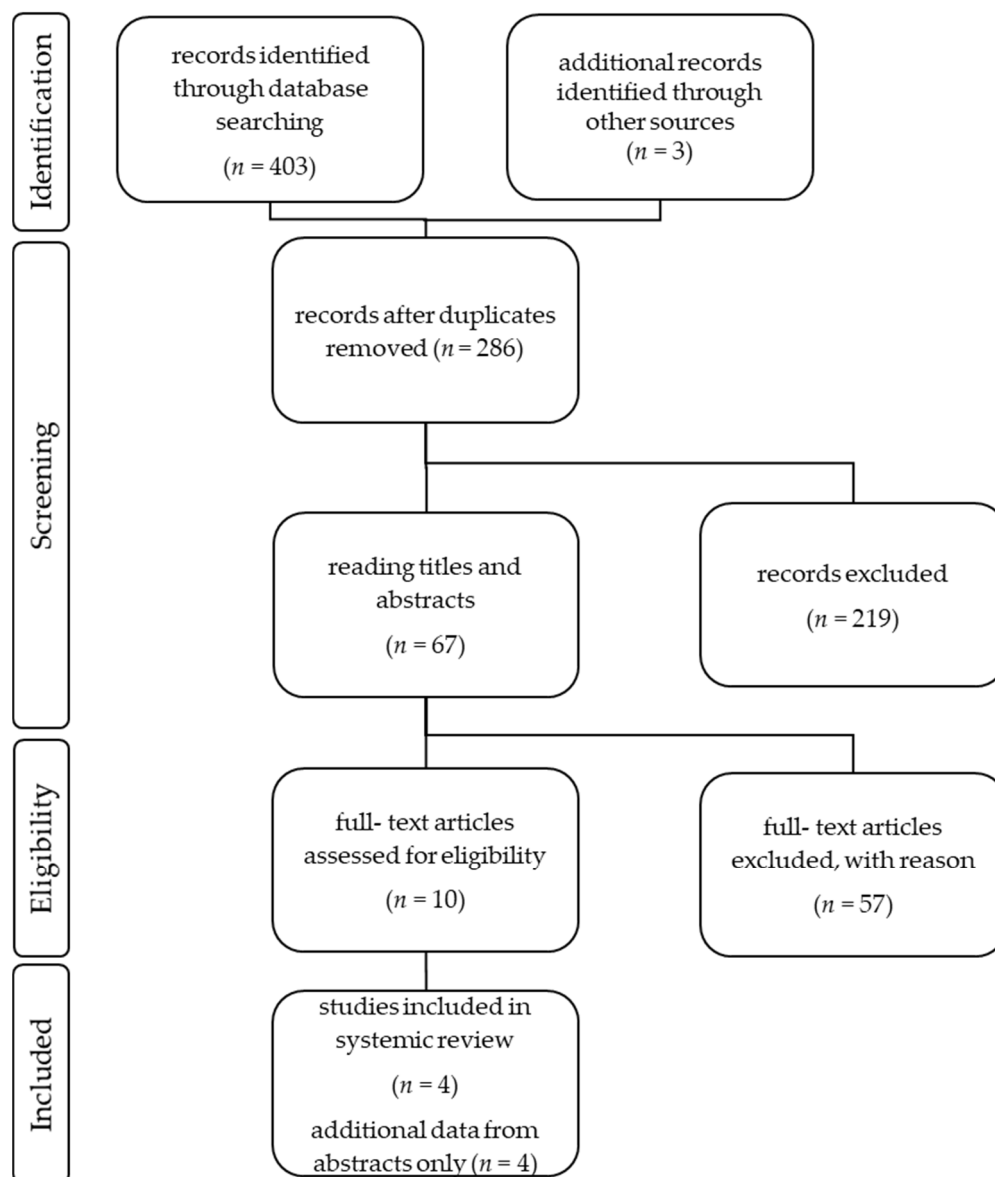 Identification
records identified
through database
searching
(n = 403)
additional records
identified through
other sources
(n = 3)
Screening
records after duplicates
removed (n = 286)
reading titles and
abstracts
(n = 67)
records excluded
(n = 219)
Eligibility
full- text articles
assessed for eligibility
(n = 10)
full- text articles
excluded, with reason
(n = 57)
Included
studies included in
systemic review
(n = 4)
additional data from
abstracts only (n = 4)